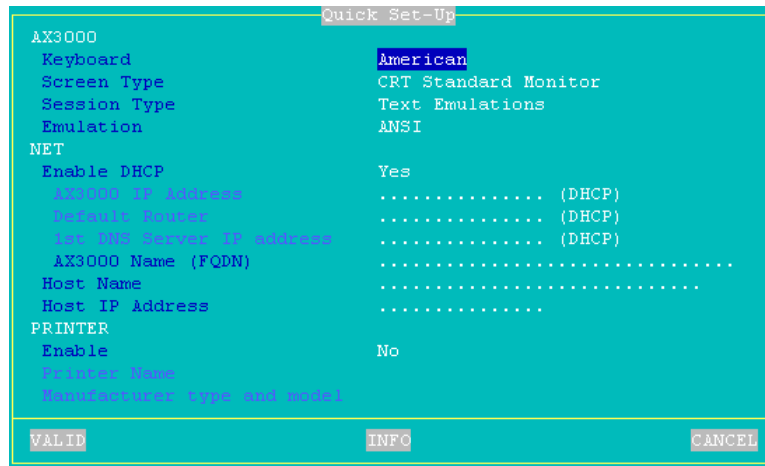 Quick Set-Up
AX3000
Keyboard American
Screen Type CRT Standard Monitor
Session Type Text Emulations
Emulation ANSI
NET
Enable DHCP Yes
AX3000 IP Address ............... (DHCP)
Default Router ............... (DHCP)
1st DNS Server IP address ............... (DHCP)
AX3000 Name (FQDN) ................................
Host Name .............................
Host IP Address ...............
PRINTER
Enable No
Printer Name
Manufacturer type and model
VALID INFO CANCEL